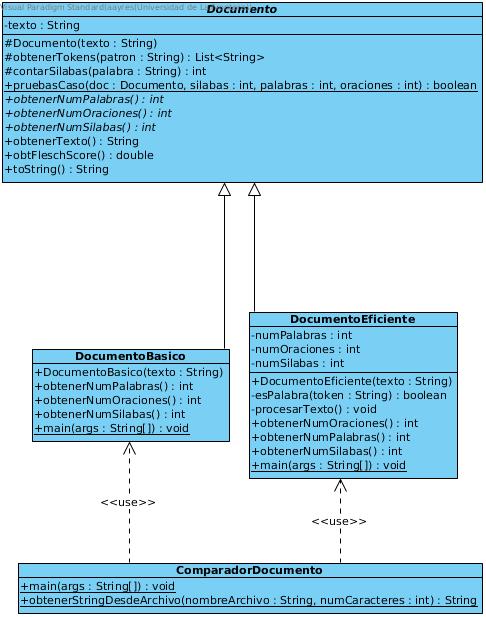 Visual Paradigm Standard(aayres(Universidad de La
Documento
-texto : String
#Documento(texto : String)
#obtenerTokens(patron : String) : List<String>
#contarSilabas(palabra : String) : int
+pruebasCaso(doc : Documento, silabas : int, palabras : int, oraciones : int) : boolean
+obtenerNumPalabras() : int
+obtenerNumOraciones() : int
+obtenerNumSilabas() : int
+obtenerTexto() : String
+obtFleschScore() : double
+toString() : String
DocumentoBasico
+DocumentoBasico(texto : String)
+obtenerNumPalabras() : int
+obtenerNumOraciones() : int
+obtenerNumSilabas() : int
+main(args : String[]) : void
DocumentoEficiente
-numPalabras : int
-numOraciones : int
-numSilabas : int
+DocumentoEficiente(texto : String)
-esPalabra(token : String) : boolean
-procesarTexto() : void
+obtenerNumOraciones() : int
+obtenerNumPalabras() : int
+obtenerNumSilabas() : int
+main(args : String[]) : void
<<use>>
<<use>>
ComparadorDocumento
+main(args : String[]) : void
+obtenerStringDesdeArchivo(nombreArchivo : String, numCaracteres : int) : String